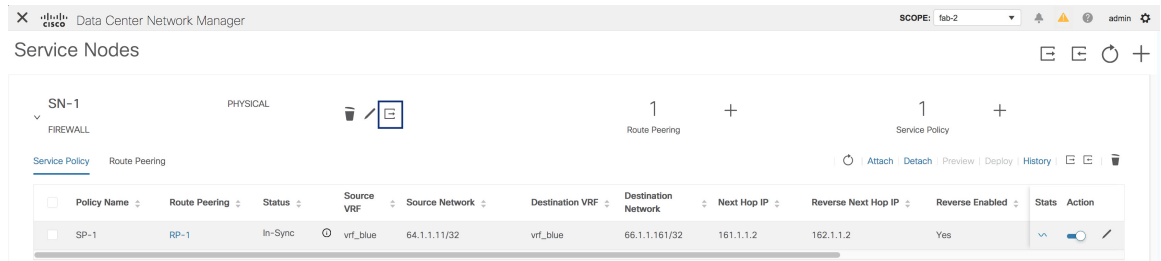 cisco Data Center Network Manager SCOPE: fab-2 admin
Service Nodes
SN-1 PHYSICAL 1 1
FIREWALL Route Peering Service Policy
Service Policy Route Peering Attach Detach Preview Deploy History
Policy Name Route Peering Status Source VRF Source Network Destination VRF Destination Network Next Hop IP Reverse Next Hop IP Reverse Enabled Stats Action
SP-1 RP-1 In-Sync vrf_blue 64.1.1.11/32 vrf_blue 66.1.1.161/32 161.1.1.2 162.1.1.2 Yes